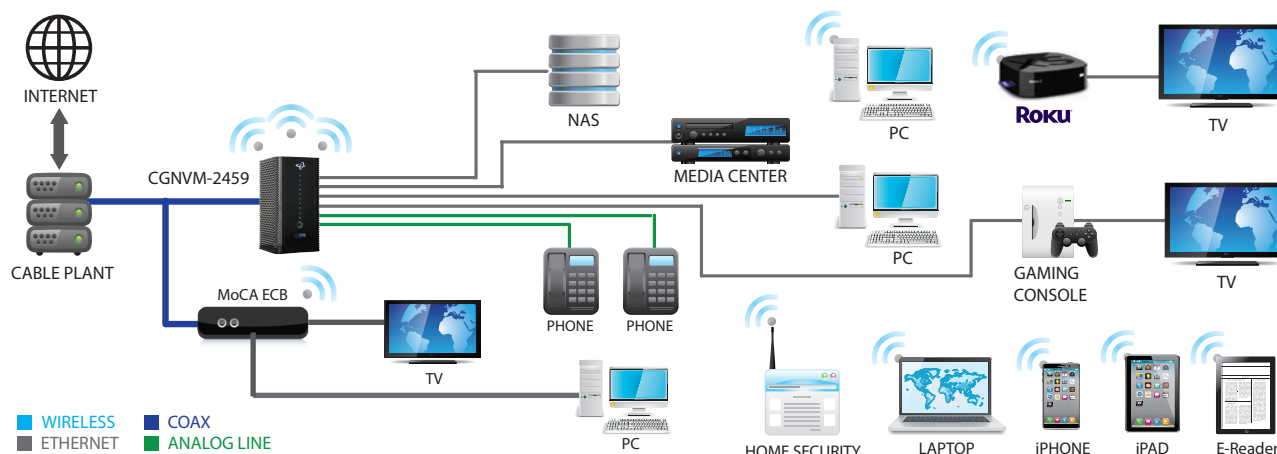 INTERNET
CABLE PLANT
CGNVM-2459
MoCA ECB
NAS
MEDIA CENTER
PC
Roku
TV
PC
GAMING
CONSOLE
TV
PHONE
PHONE
TV
PC
WIRELESS
COAX
ETHERNET
ANALOG LINE
HOME SECURITY
LAPTOP
iPHONE
iPAD
E-Reader